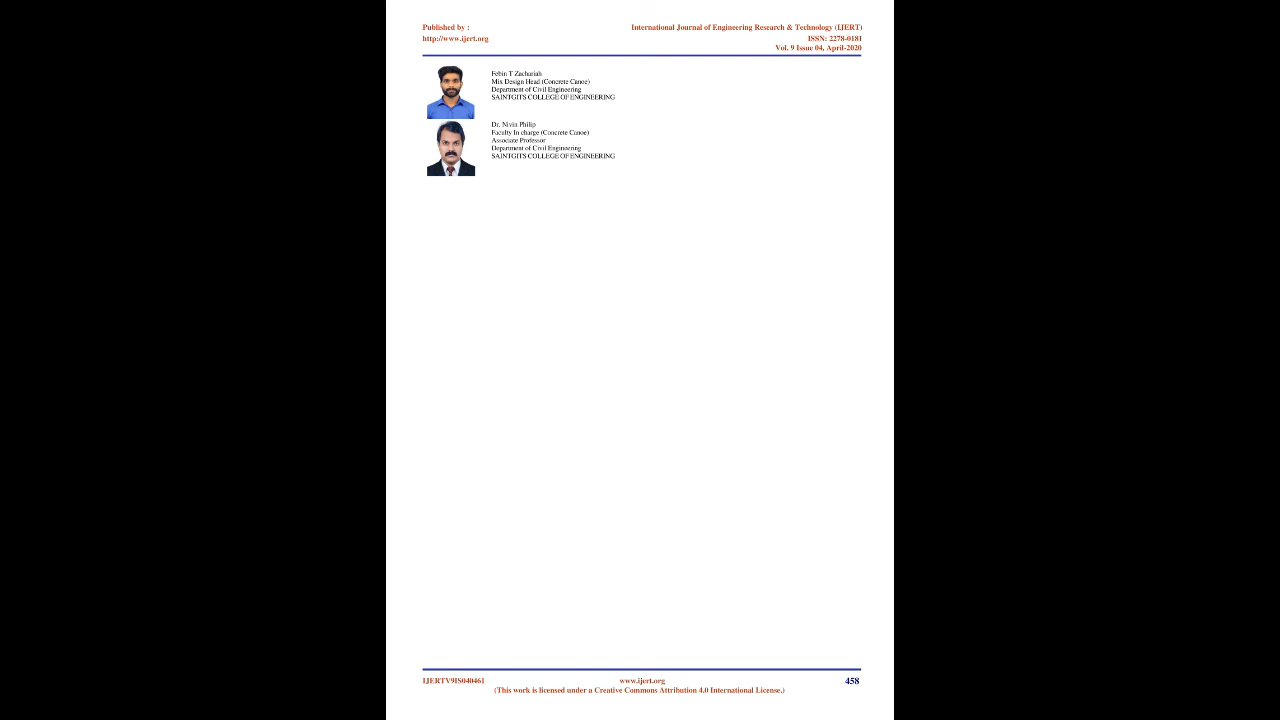 Published by :
http://www.ijert.org
International Journal of Engineering Research & Technology (IJERT)
ISSN: 2278-0181
Vol. 9 Issue 04, April-2020
Febin T Zachariah
Mix Design Head (Concrete Canoe)
Department of Civil Engineering
SAINTGITS COLLEGE OF ENGINEERING
Dr. Nivin Philip
Faculty In charge (Concrete Canoe)
Associate Professor
Department of Civil Engineering
SAINTGITS COLLEGE OF ENGINEERING
IJERTV9IS040461
www.ijert.org
458
(This work is licensed under a Creative Commons Attribution 4.0 International License.)